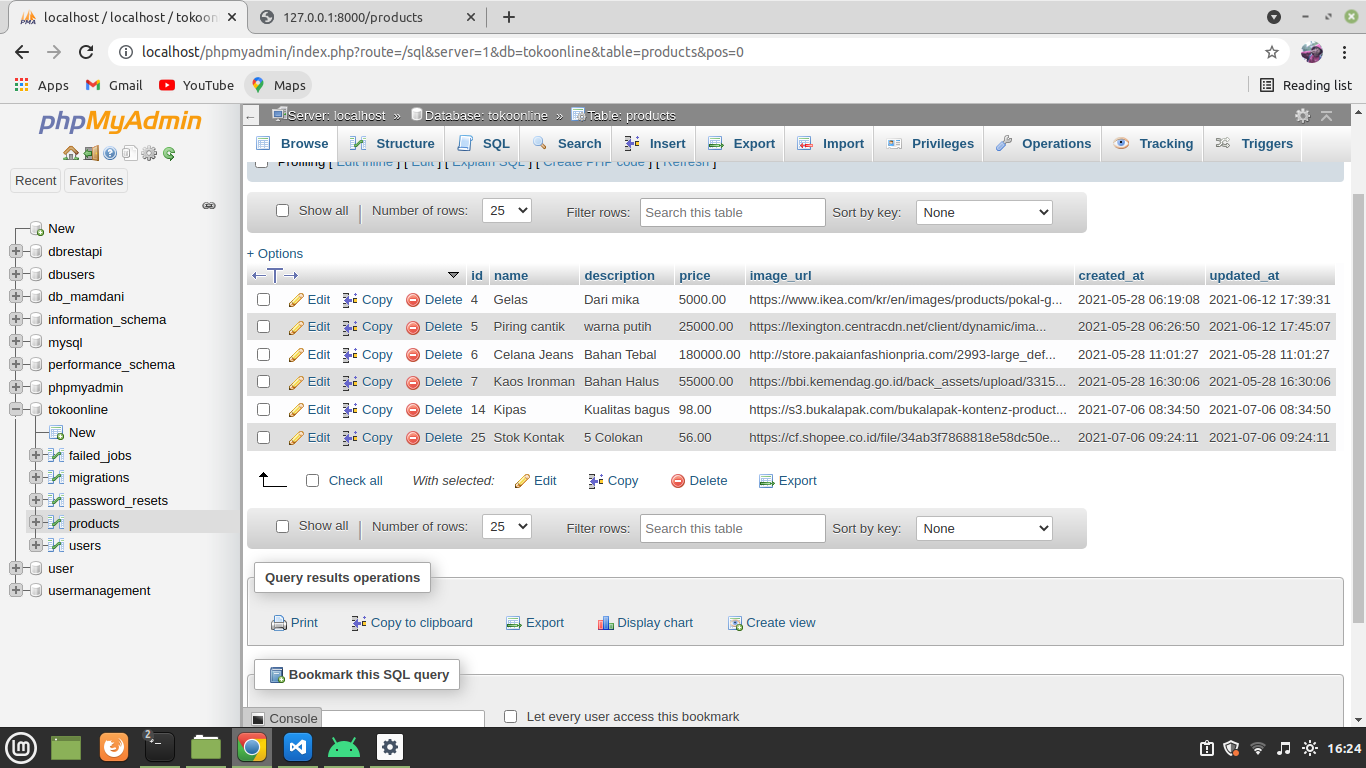 localhost / localhost / tokoon
127.0.0.1:8000/products
localhost/phpmyadmin/index.php?route=/sql&server=1&db=tokoonline&table=products&pos=0
Apps Gmail YouTube Maps Reading list
phpMyAdmin
Recent Favorites
New
dbrestapi
dbusers
db_mamdani
information_schema
mysql
performance_schema
phpmyadmin
tokoonline
New
failed_jobs
migrations
password_resets
products
users
user
usermanagement
Server: localhost » Database: tokoonline » Table: products
Browse Structure SQL Search Insert Export Import Privileges Operations Tracking Triggers
Profiling [ Edit inline ] [ Edit ] [ Explain SQL ] [ Create PHP code ] [ Refresh ]
Show all | Number of rows: 25 Filter rows: Search this table Sort by key: None
+ Options
←T→ id name description price image_url created_at updated_at
Edit Copy Delete 4 Gelas Dari mika 5000.00 https://www.ikea.com/kr/en/images/products/pokal-g... 2021-05-28 06:19:08 2021-06-12 17:39:31
Edit Copy Delete 5 Piring cantik warna putih 25000.00 https://lexington.centracdn.net/client/dynamic/ima... 2021-05-28 06:26:50 2021-06-12 17:45:07
Edit Copy Delete 6 Celana Jeans Bahan Tebal 180000.00 http://store.pakaianfashionpria.com/2993-large_def... 2021-05-28 11:01:27 2021-05-28 11:01:27
Edit Copy Delete 7 Kaos Ironman Bahan Halus 55000.00 https://bbi.kemendag.go.id/back_assets/upload/3315... 2021-05-28 16:30:06 2021-05-28 16:30:06
Edit Copy Delete 14 Kipas Kualitas bagus 98.00 https://s3.bukalapak.com/bukalapak-kontenz-product... 2021-07-06 08:34:50 2021-07-06 08:34:50
Edit Copy Delete 25 Stok Kontak 5 Colokan 56.00 https://cf.shopee.co.id/file/34ab3f7868818e58dc50e... 2021-07-06 09:24:11 2021-07-06 09:24:11
Check all With selected: Edit Copy Delete Export
Show all | Number of rows: 25 Filter rows: Search this table Sort by key: None
Query results operations
Print Copy to clipboard Export Display chart Create view
Bookmark this SQL query
Console Let every user access this bookmark
2
16:24